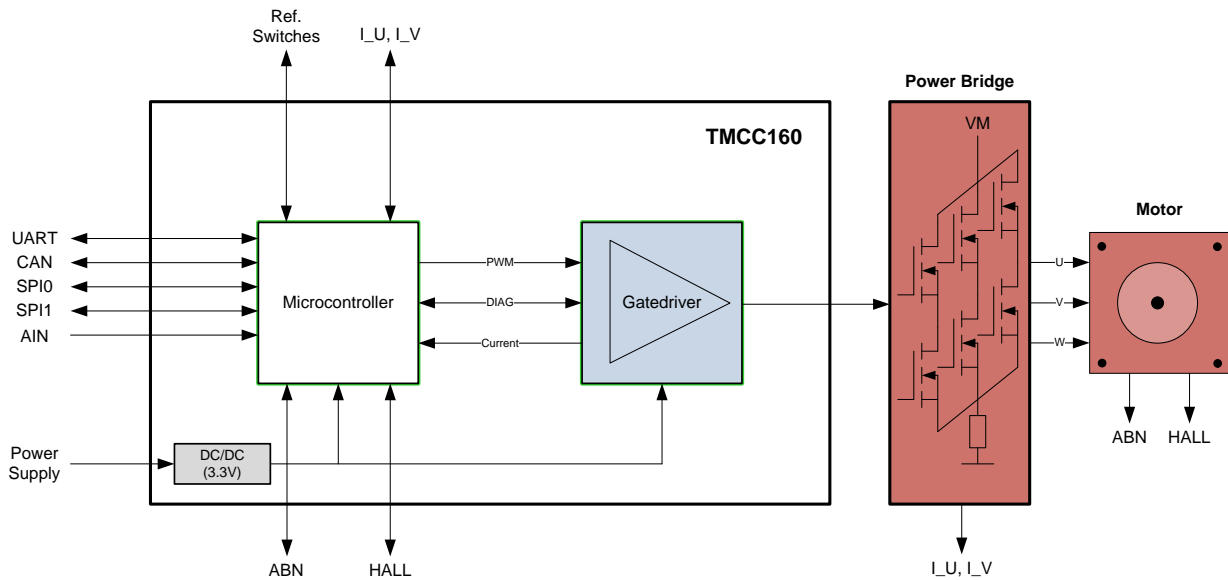 Ref.
Switches
I_U, I_V
Power Bridge
TMCC160
VM
Motor
UART
CAN
SPI0
SPI1
AIN
Microcontroller
PWM
DIAG
Current
Gatedriver
U
V
W
ABN
HALL
Power
Supply
DC/DC
(3.3V)
ABN
HALL
I_U, I_V